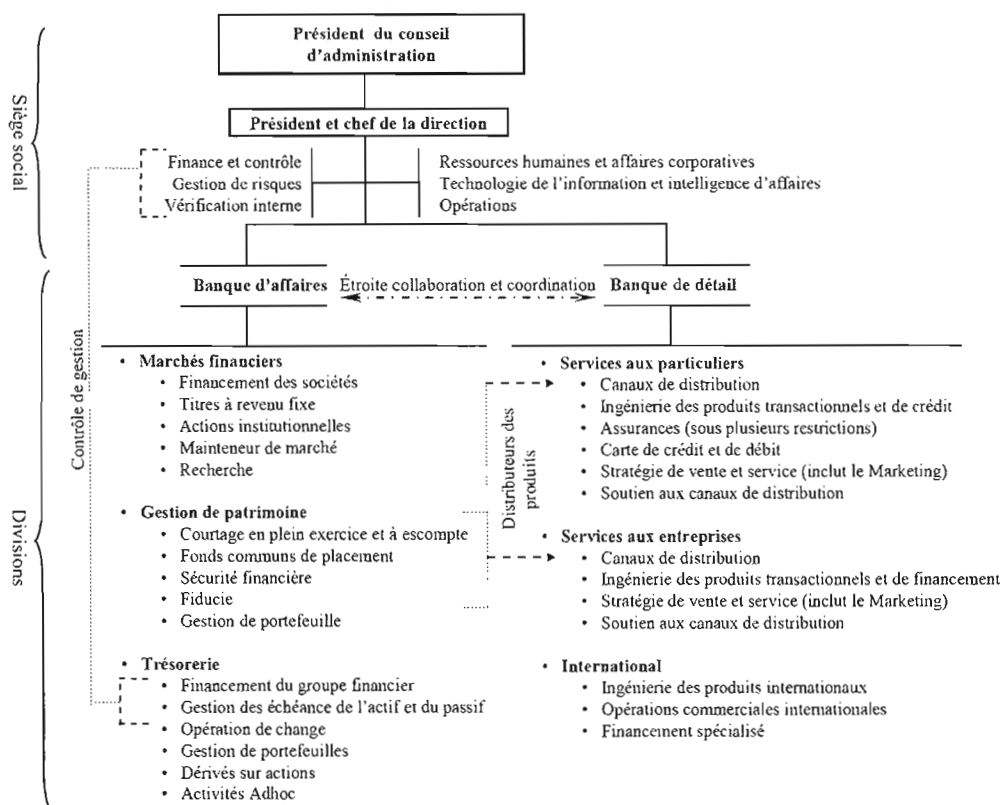 Président du conseil
d'administration
Siège social
Président et chef de la direction
Finance et contrôle
Gestion de risques
Vérification interne
Ressources humaines et affaires corporatives
Technologie de l'information et intelligence d'affaires
Opérations
Banque d'affaires
Étroite collaboration et coordination
Banque de détail
Contrôle de gestion
Divisions
• Marchés financiers
• Financement des sociétés
• Titres à revenu fixe
• Actions institutionnelles
• Mainteneur de marché
• Recherche
• Gestion de patrimoine
• Courtage en plein exercice et à escompte
• Fonds communs de placement
• Sécurité financière
• Fiducie
• Gestion de portefeuille
• Trésorerie
• Financement du groupe financier
• Gestion des échéance de l'actif et du passif
• Opération de change
• Gestion de portefeuilles
• Dérivés sur actions
• Activités Adhoc
Distributeurs des
produits
• Services aux particuliers
• Canaux de distribution
• Ingénierie des produits transactionnels et de crédit
• Assurances (sous plusieurs restrictions)
• Carte de crédit et de débit
• Stratégie de vente et service (inclut le Marketing)
• Soutien aux canaux de distribution
• Services aux entreprises
• Canaux de distribution
• Ingénierie des produits transactionnels et de financement
• Stratégie de vente et service (inclut le Marketing)
• Soutien aux canaux de distribution
• International
• Ingénierie des produits internationaux
• Opérations commerciales internationales
• Financement spécialisé